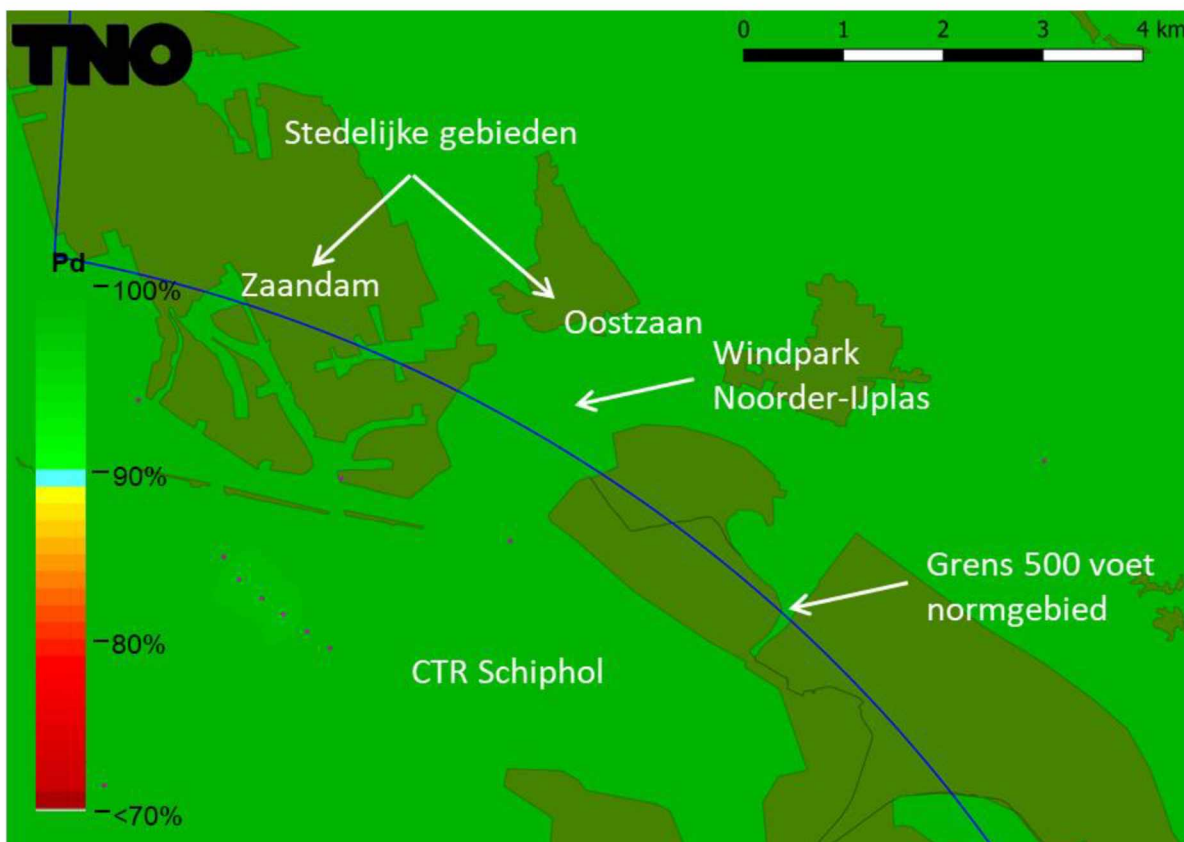 TNO
0 1 2 3 4 km
Stedelijke gebieden
Pd
100%
Zaandam
Oostzaan
Windpark
Noorder-IJplas
90%
Grens 500 voet
normgebied
80%
CTR Schiphol
<70%